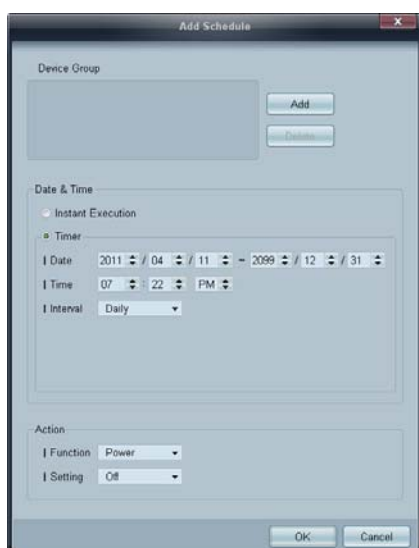 Add Schedule
Device Group
Add
Delete
Date & Time
Instant Execution
Timer
Date 2011 / 04 / 11 - 2099 / 12 / 31
Time 07 : 22 PM
Interval Daily
Action
Function Power
Setting Off
OK Cancel